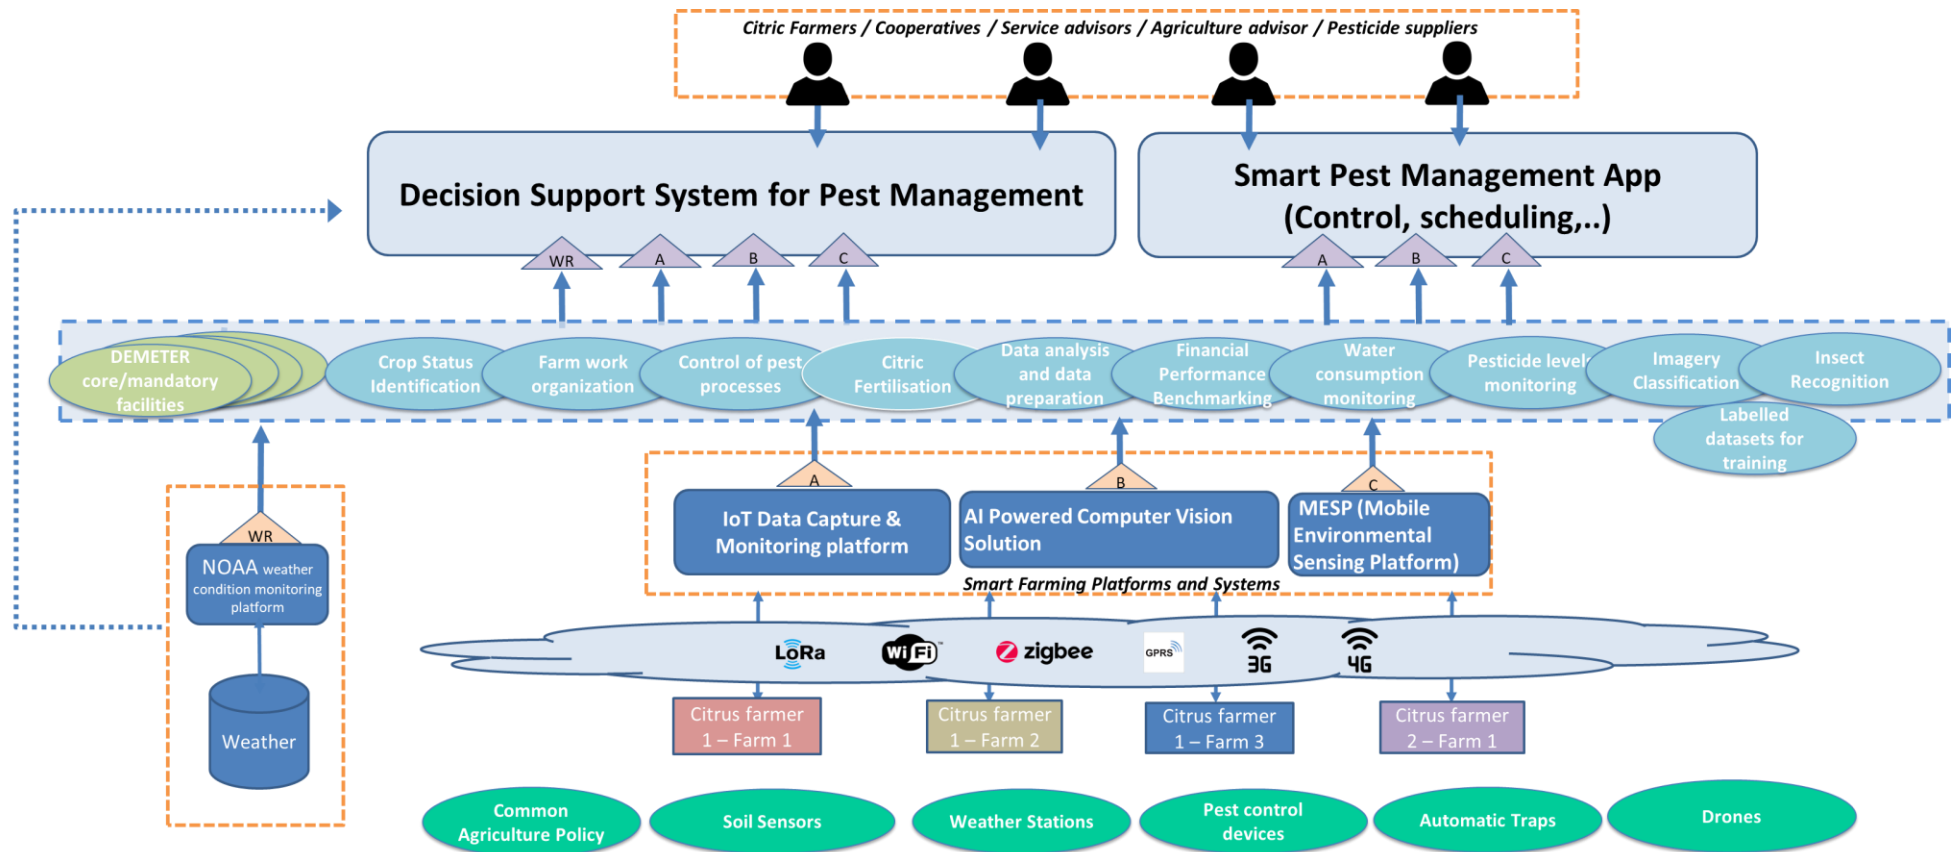 Citric Farmers / Cooperatives / Service advisors / Agriculture advisor / Pesticide suppliers
Decision Support System for Pest Management
Smart Pest Management App
(Control, scheduling,..)
WR
A
B
C
A
B
C
DEMETER
core/mandatory
facilities
Crop Status
Identification
Farm work
organization
Control of pest
processes
Citric
Fertilisation
Data analysis
and data
preparation
Financial
Performance
Benchmarking
Water
consumption
monitoring
Pesticide levels
monitoring
Imagery
Classification
Insect
Recognition
Labelled
datasets for
training
WR
NOAA weather
condition monitoring
platform
Weather
A
IoT Data Capture &
Monitoring platform
B
AI Powered Computer Vision
Solution
C
MESP (Mobile
Environmental
Sensing Platform)
Smart Farming Platforms and Systems
LoRa
WiFi™
zigbee
GPRS
3G
4G
Citrus farmer
1 – Farm 1
Citrus farmer
1 – Farm 2
Citrus farmer
1 – Farm 3
Citrus farmer
2 – Farm 1
Common
Agriculture Policy
Soil Sensors
Weather Stations
Pest control
devices
Automatic Traps
Drones